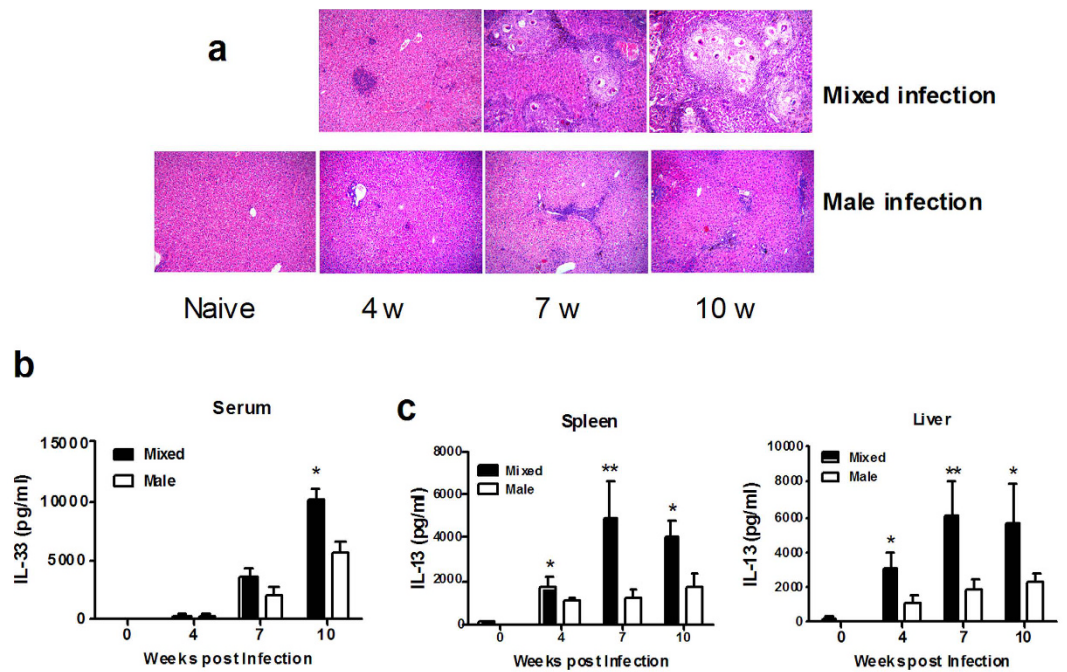 a
Mixed infection
Male infection
Naive 4 w 7 w 10 w
b
Serum
IL-33 (pg/ml)
15000
10000
5000
0
Mixed
Male
*
0 4 7 10
Weeks post Infection
c
Spleen
IL-13 (pg/ml)
8000
6000
4000
2000
0
Mixed
Male
*
**
*
0 4 7 10
Weeks post Infection
Liver
IL-13 (pg/ml)
10000
8000
6000
4000
2000
0
Mixed
Male
*
**
*
0 4 7 10
Weeks post Infection